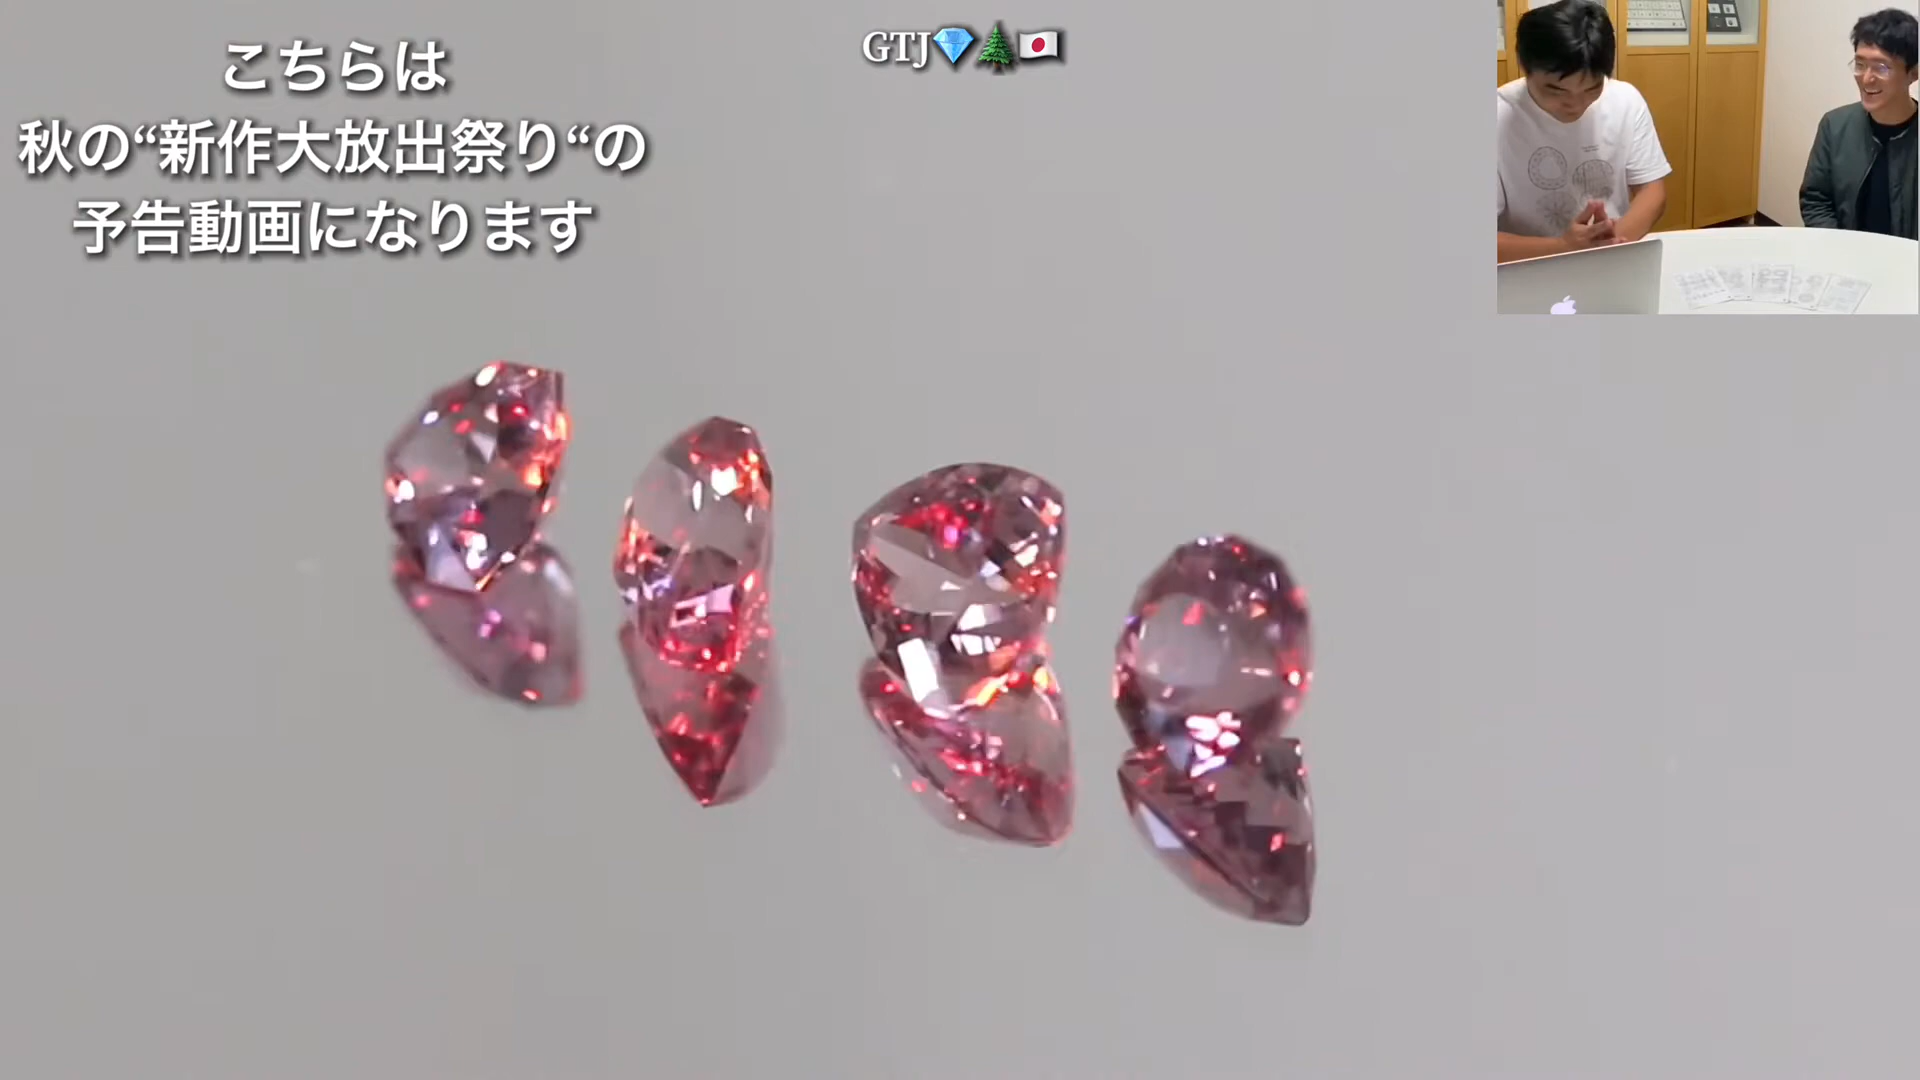 こちらは
秋の“新作大放出祭り“の
予告動画になります
GTJ💎🌲🇯🇵